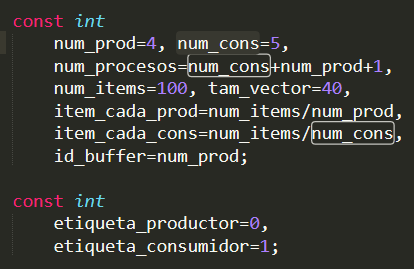 const int
num_prod=4, num_cons=5,
num_procesos=num_cons+num_prod+1,
num_items=100, tam_vector=40,
item_cada_prod=num_items/num_prod,
item_cada_cons=num_items/num_cons,
id_buffer=num_prod;
const int
etiqueta_productor=0,
etiqueta_consumidor=1;